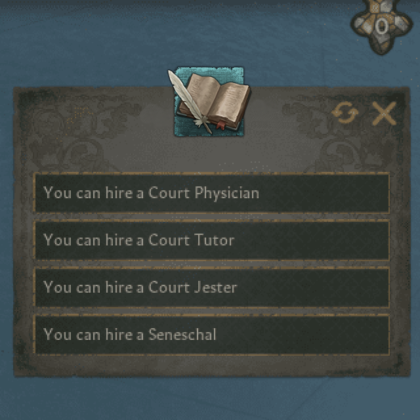 0
You can hire a Court Physician
You can hire a Court Tutor
You can hire a Court Jester
You can hire a Seneschal